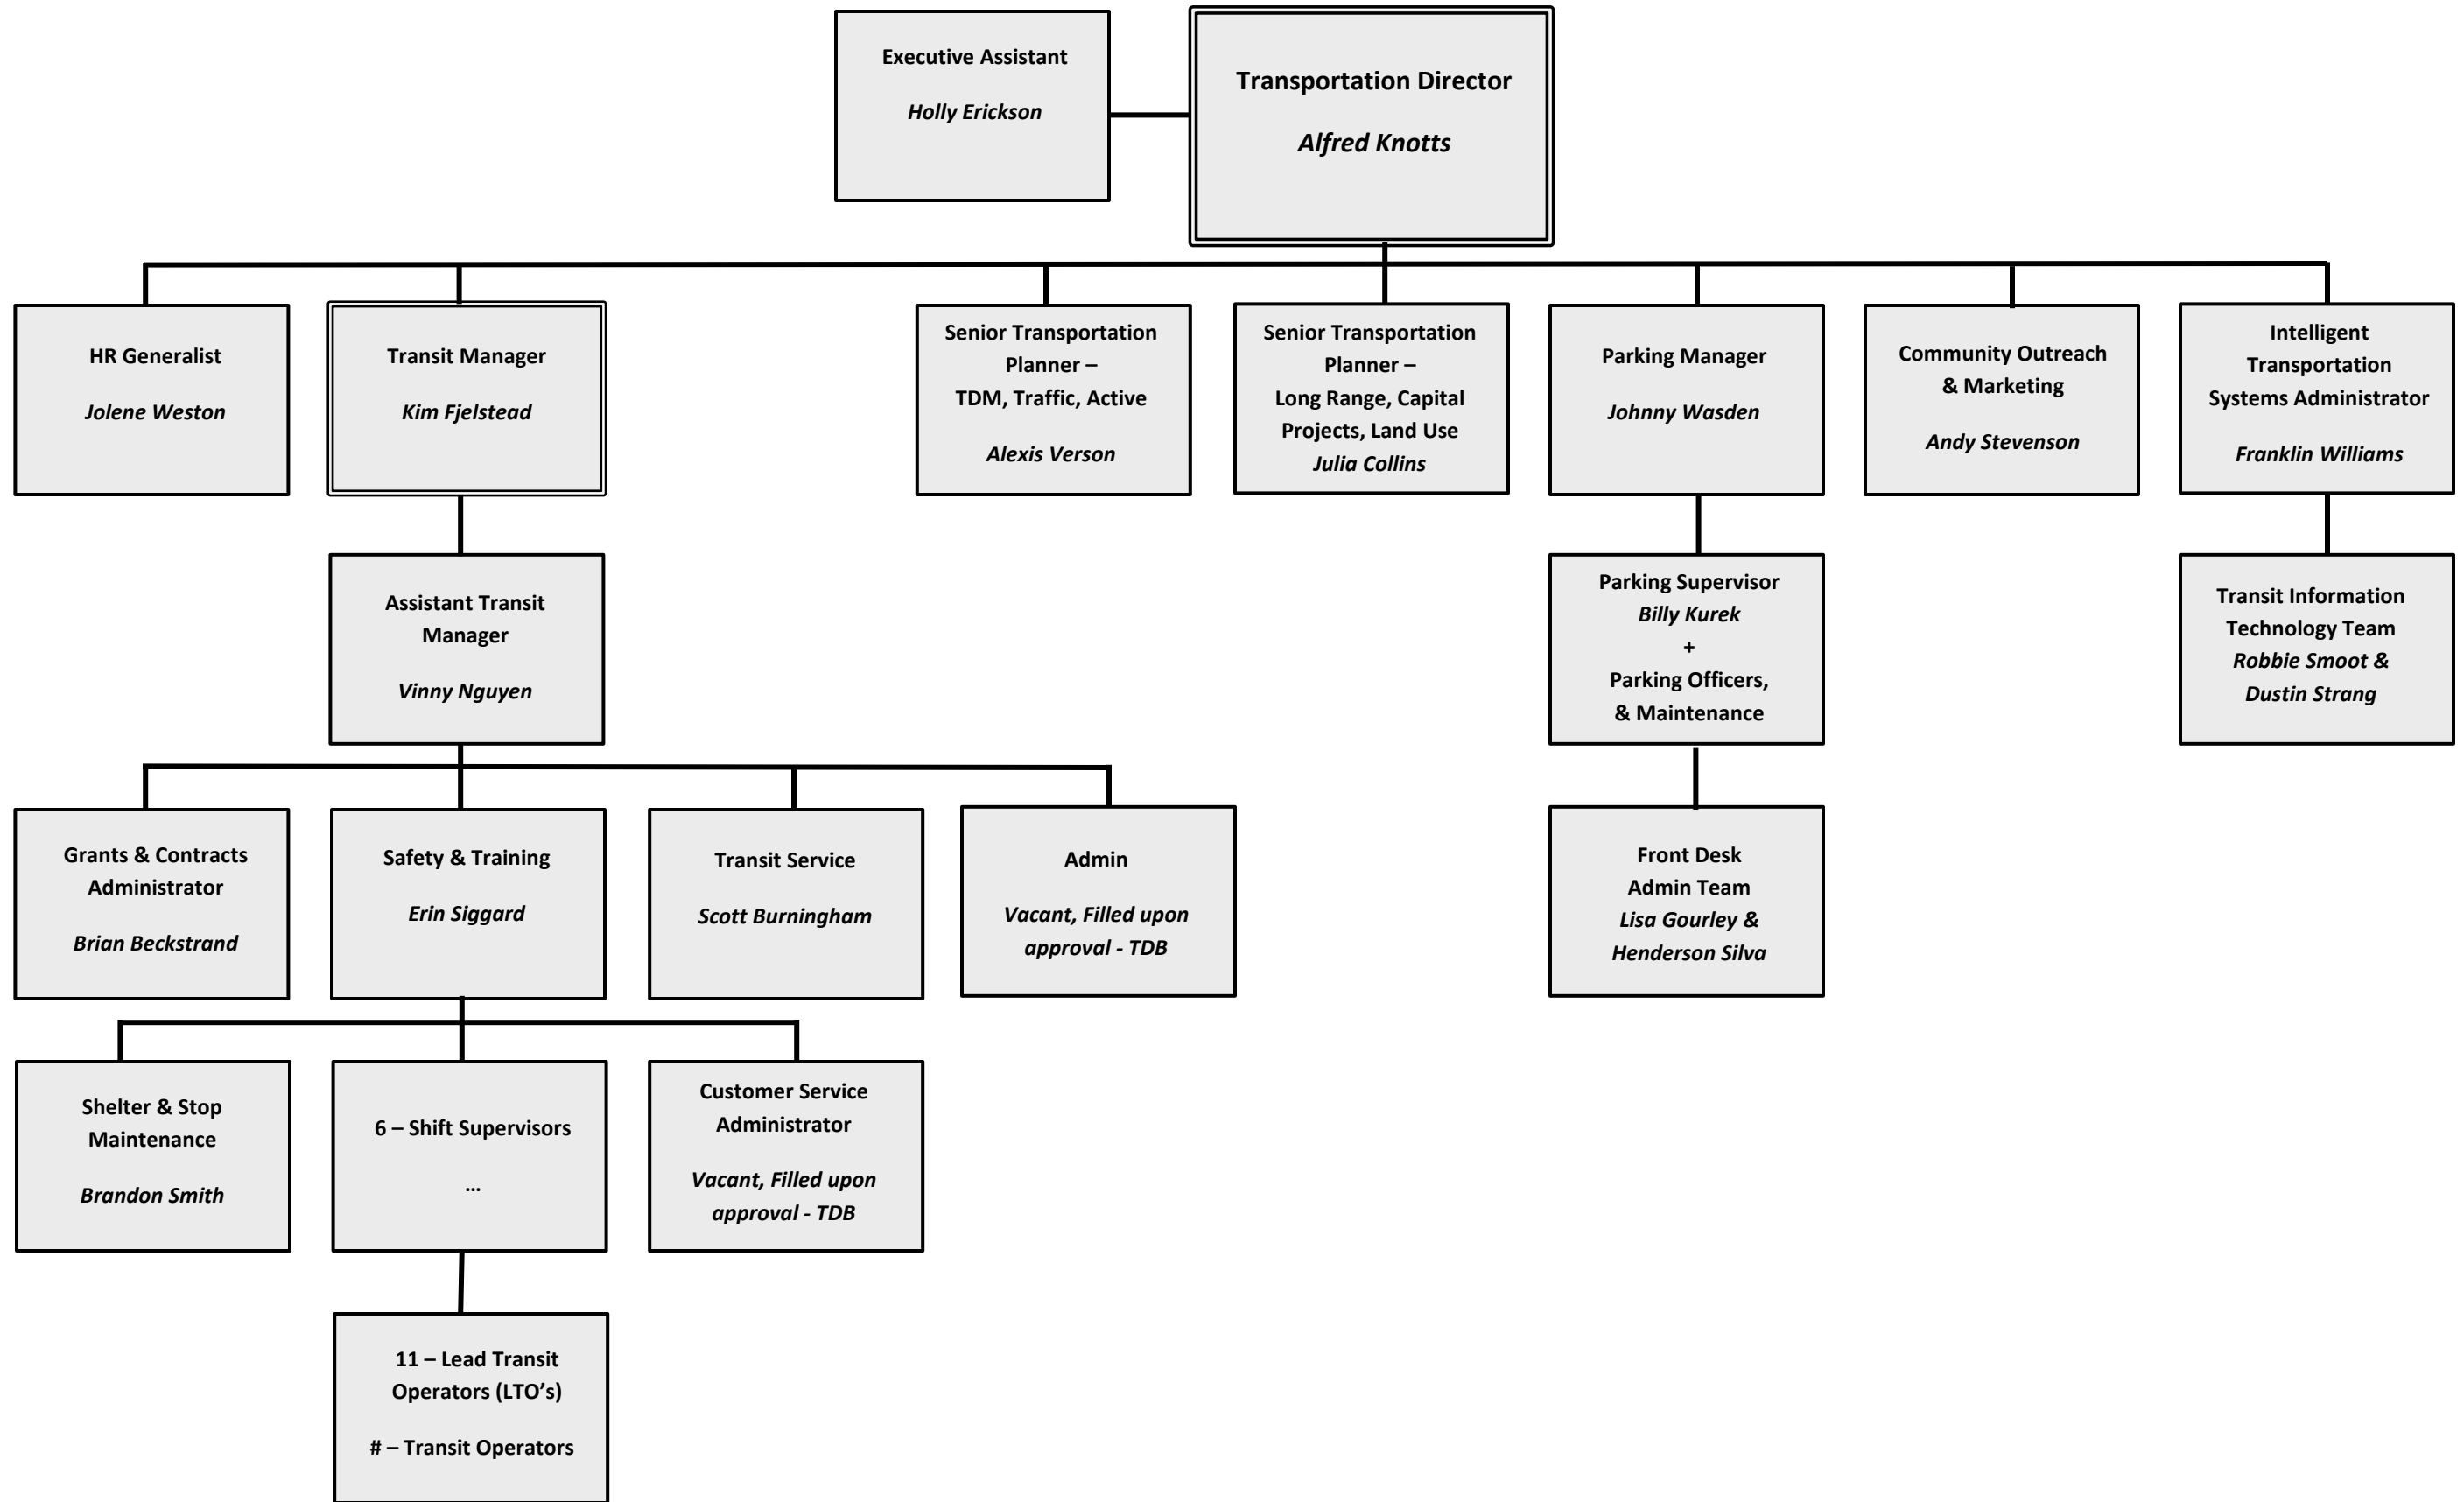 Executive Assistant
Holly Erickson
Transportation Director
Alfred Knotts
HR Generalist
Jolene Weston
Transit Manager
Kim Fjelstead
Senior Transportation
Planner –
TDM, Traffic, Active
Alexis Verson
Senior Transportation
Planner –
Long Range, Capital
Projects, Land Use
Julia Collins
Parking Manager
Johnny Wasden
Community Outreach
& Marketing
Andy Stevenson
Intelligent
Transportation
Systems Administrator
Franklin Williams
Assistant Transit
Manager
Vinny Nguyen
Parking Supervisor
Billy Kurek
+
Parking Officers,
& Maintenance
Transit Information
Technology Team
Robbie Smoot &
Dustin Strang
Grants & Contracts
Administrator
Brian Beckstrand
Safety & Training
Erin Siggard
Transit Service
Scott Burningham
Admin
Vacant, Filled upon
approval - TDB
Front Desk
Admin Team
Lisa Gourley &
Henderson Silva
Shelter & Stop
Maintenance
Brandon Smith
6 – Shift Supervisors
…
Customer Service
Administrator
Vacant, Filled upon
approval - TDB
11 – Lead Transit
Operators (LTO’s)
# – Transit Operators